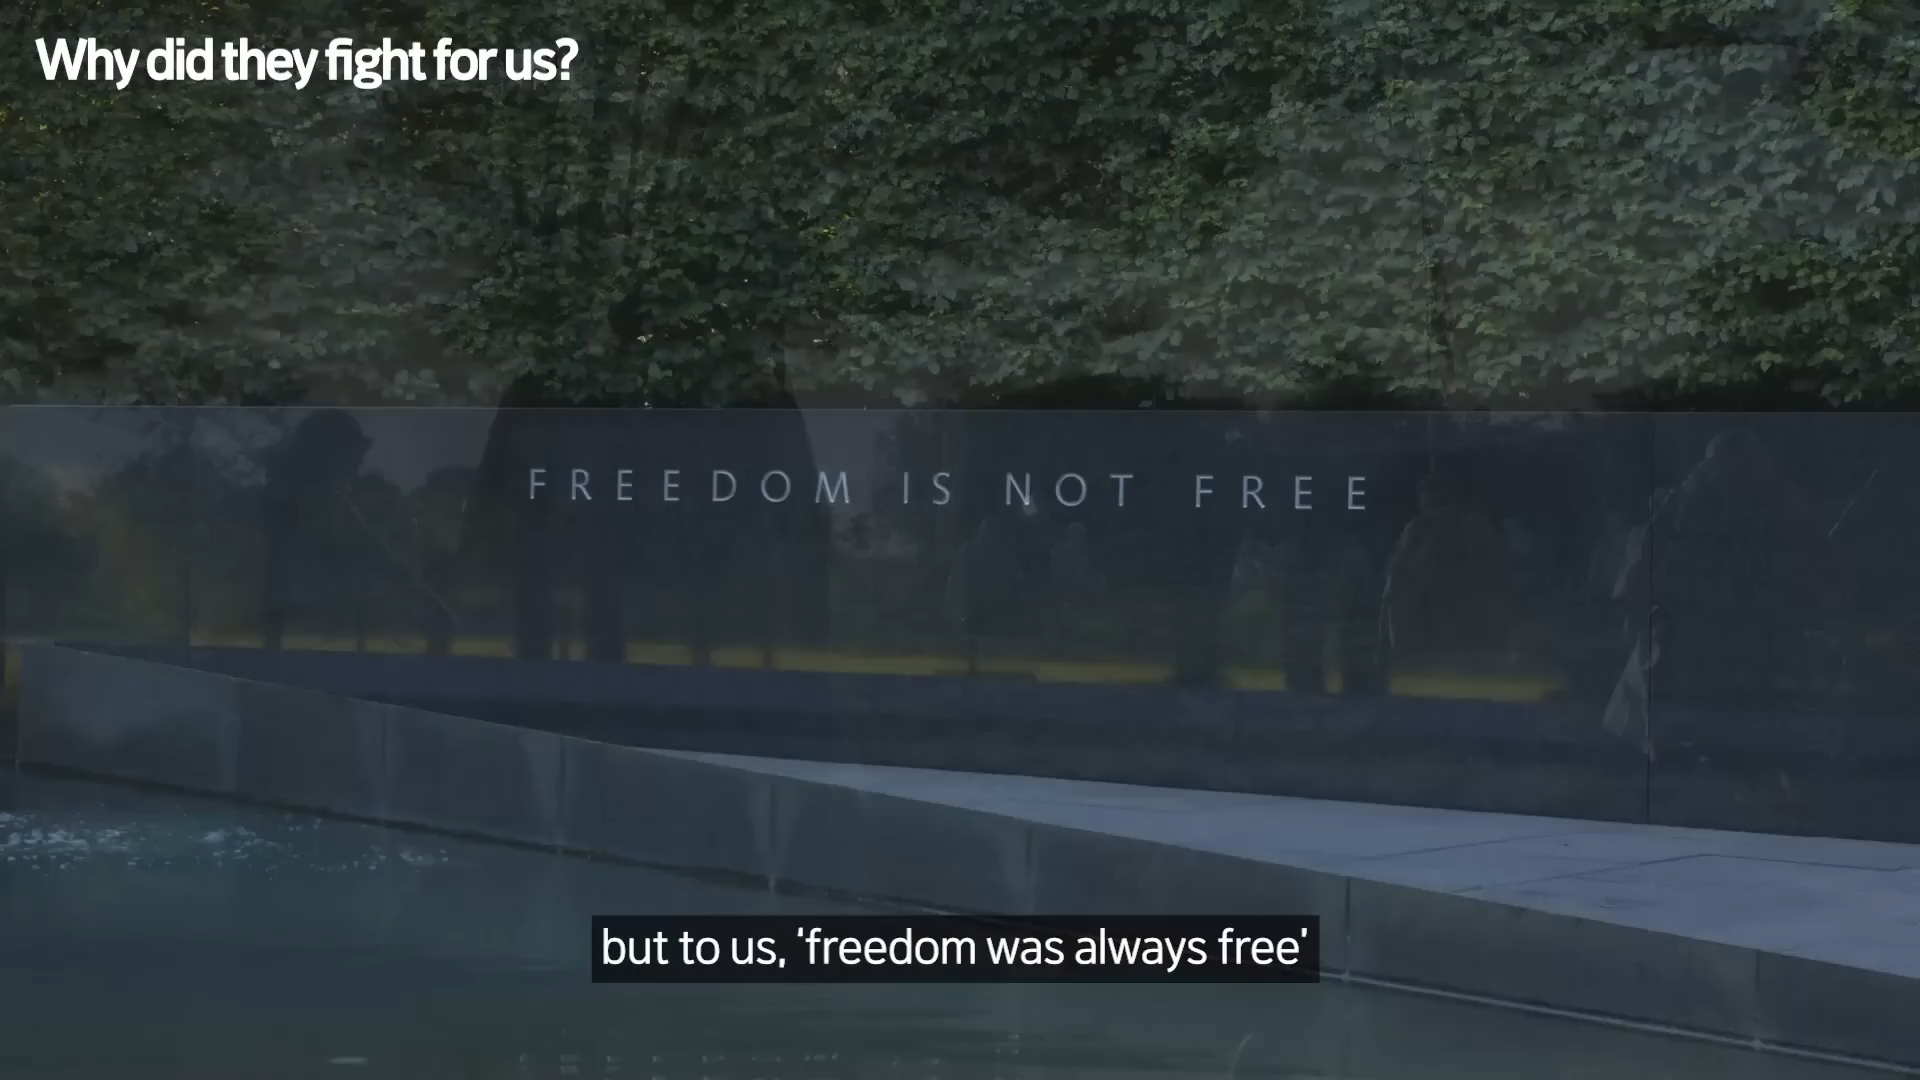 Why did they fight for us?
FREEDOM IS NOT FREE
but to us, ‘freedom was always free’